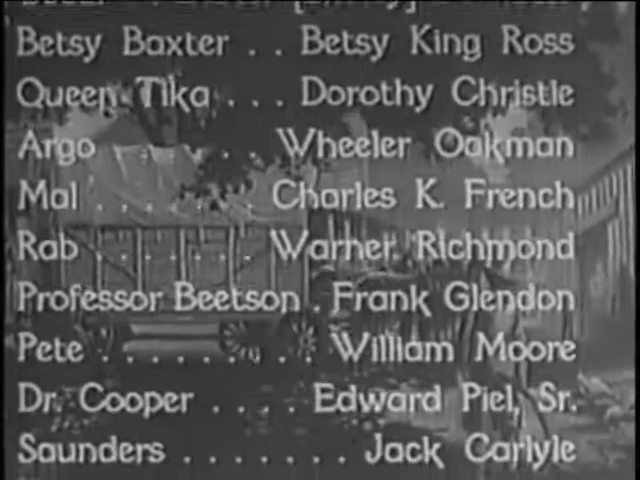 Betsy Baxter . . Betsy King Ross
Queen Tika . . . Dorothy Christie
Argo . . . . . Wheeler Oakman
Mal . . . . . . Charles K. French
Rab . . . . . . . Warner Richmond
Professor Beetson . Frank Glendon
Pete . . . . . . . . . William Moore
Dr. Cooper . . . . Edward Piel, Sr.
Saunders . . . . . . . Jack Carlyle